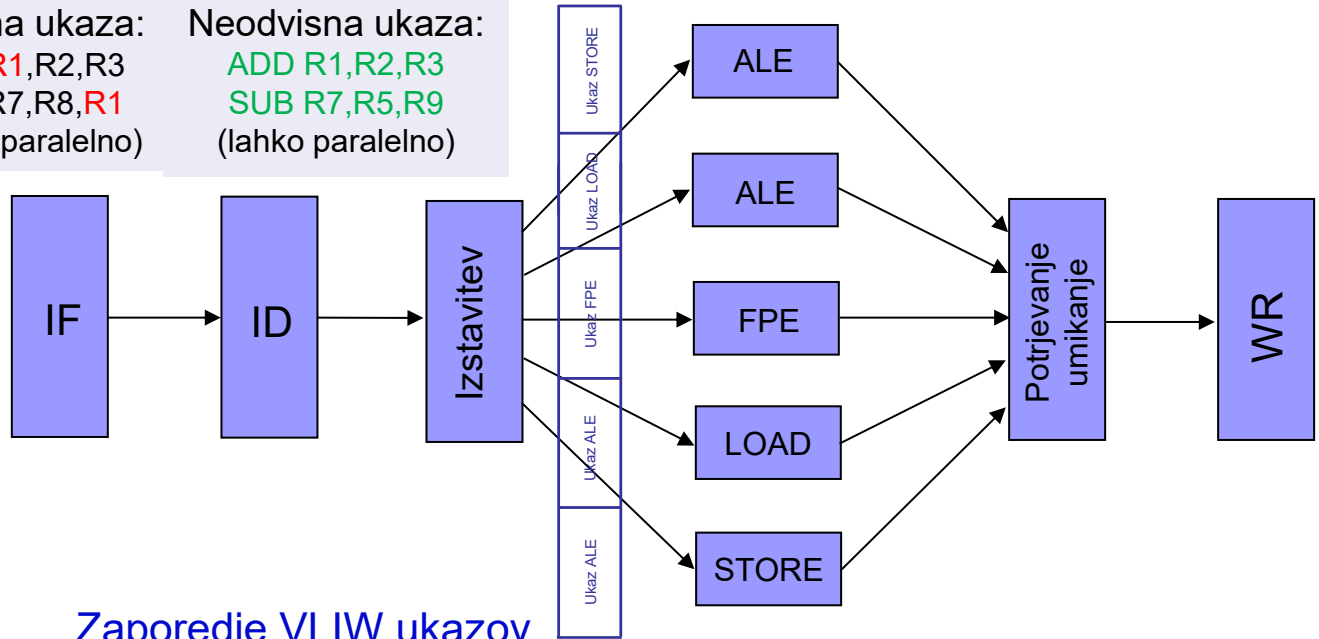 na ukaza:
R1,R2,R3
R7,R8,R1
paralelno)
Neodvisna ukaza:
ADD R1,R2,R3
SUB R7,R5,R9
(lahko paralelno)
IF
ID
Izstavitev
Ukaz STORE
Ukaz LOAD
Ukaz FPE
Ukaz ALE
Ukaz ALE
ALE
ALE
FPE
LOAD
STORE
Potrjevanje
umikanje
WR
Zaporedje VLIW ukazov